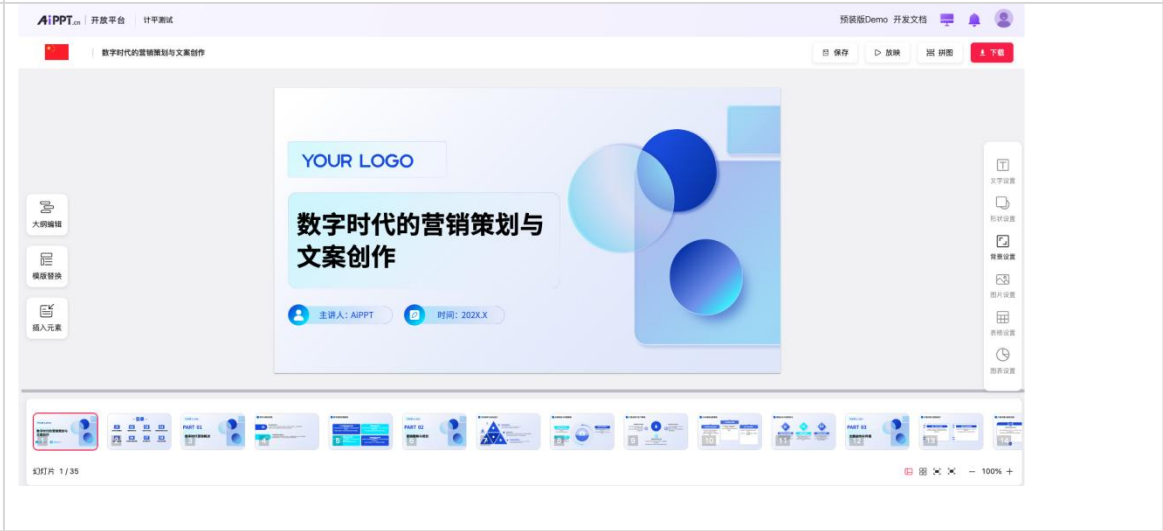 AiPPT.cn 开放平台 计平测试
预装版Demo 开发文档
数字时代的营销策划与文案创作
保存 放映 拼图 下载
YOUR LOGO
数字时代的营销策划与
文案创作
主讲人: AiPPT 时间: 202X.X
大纲编辑
模版替换
插入元素
文字设置
形状设置
背景设置
图片设置
表格设置
图表设置
PART 01
PART 02
PART 03
幻灯片 1 / 35
100%